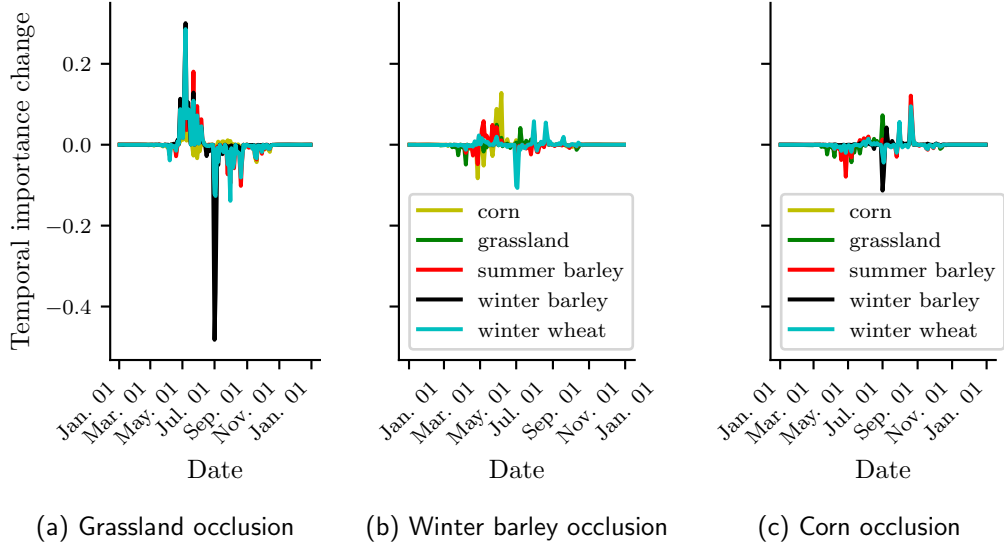 Temporal importance change
0.2
0.0
−0.2
−0.4
Jan. 01
Mar. 01
May. 01
Jul. 01
Sep. 01
Nov. 01
Jan. 01
Date
(a) Grassland occlusion
corn
grassland
summer barley
winter barley
winter wheat
Jan. 01
Mar. 01
May. 01
Jul. 01
Sep. 01
Nov. 01
Jan. 01
Date
(b) Winter barley occlusion
corn
grassland
summer barley
winter barley
winter wheat
Jan. 01
Mar. 01
May. 01
Jul. 01
Sep. 01
Nov. 01
Jan. 01
Date
(c) Corn occlusion